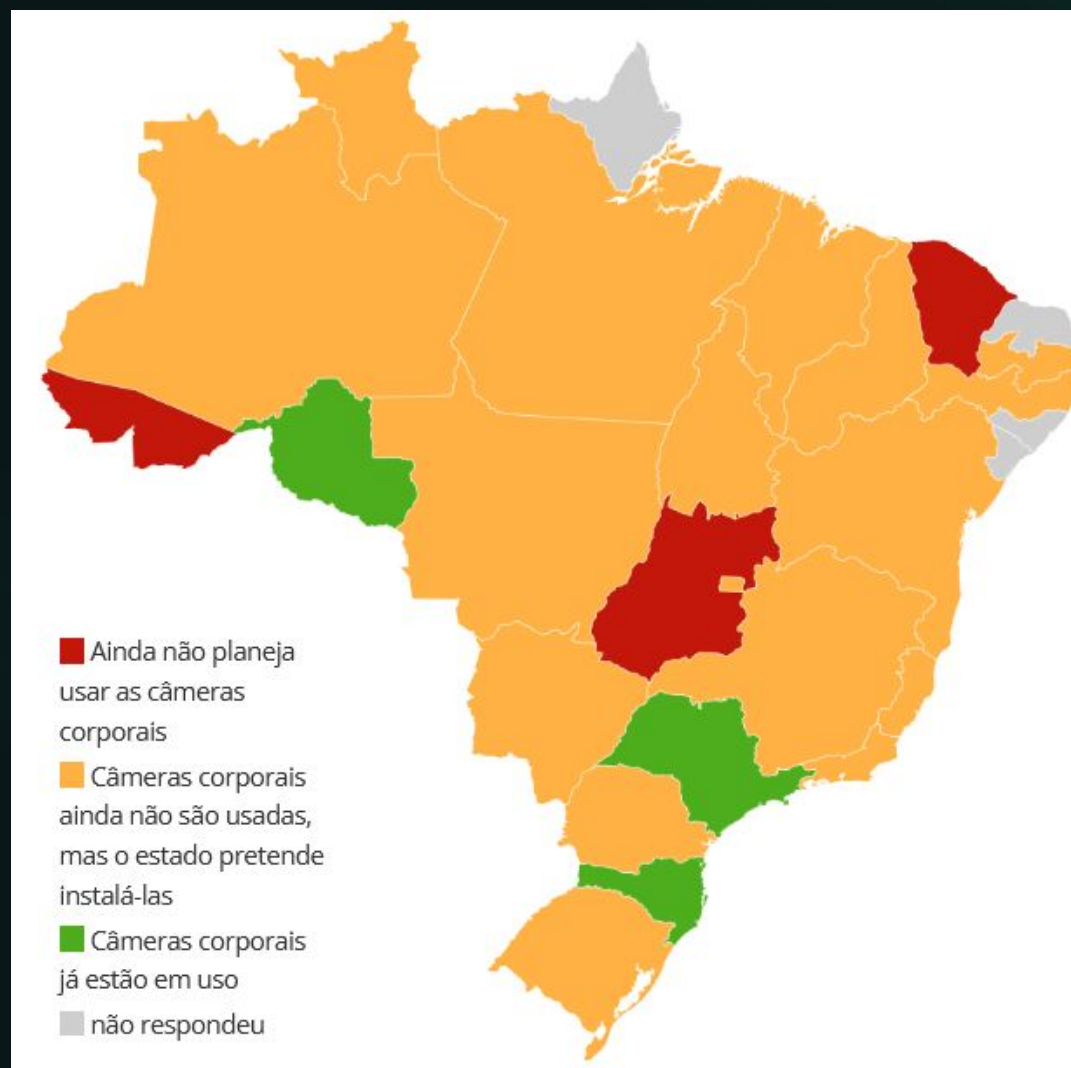 Ainda não planeja
usar as câmeras
corporais
Câmeras corporais
ainda não são usadas,
mas o estado pretende
instalá-las
Câmeras corporais
já estão em uso
não respondeu